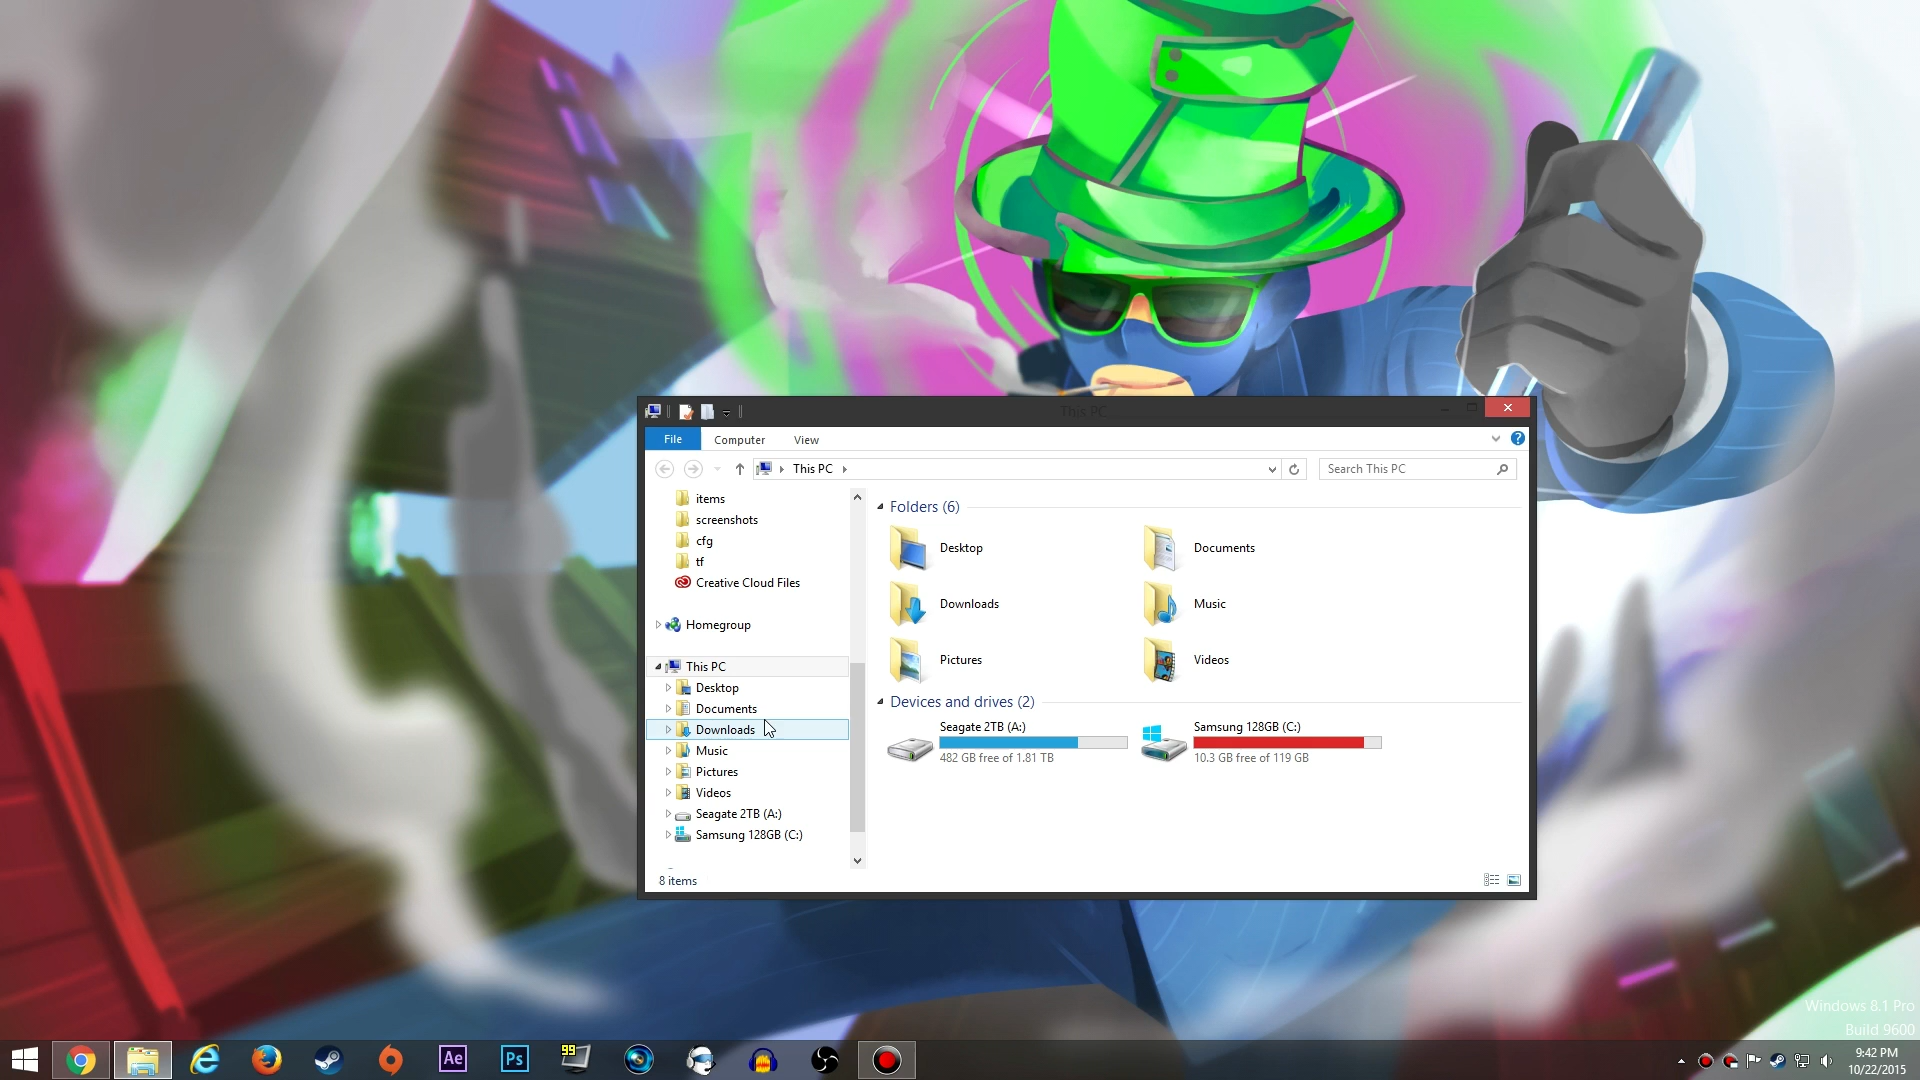 This PC
File
Computer
View
This PC
Search This PC
items
screenshots
cfg
tf
Creative Cloud Files
Homegroup
This PC
Desktop
Documents
Downloads
Music
Pictures
Videos
Seagate 2TB (A:)
Samsung 128GB (C:)
Folders (6)
Desktop
Documents
Downloads
Music
Pictures
Videos
Devices and drives (2)
Seagate 2TB (A:)
482 GB free of 1.81 TB
Samsung 128GB (C:)
10.3 GB free of 119 GB
8 items
Windows 8.1 Pro
Build 9600
Ae
Ps
99
9:42 PM
10/22/2015